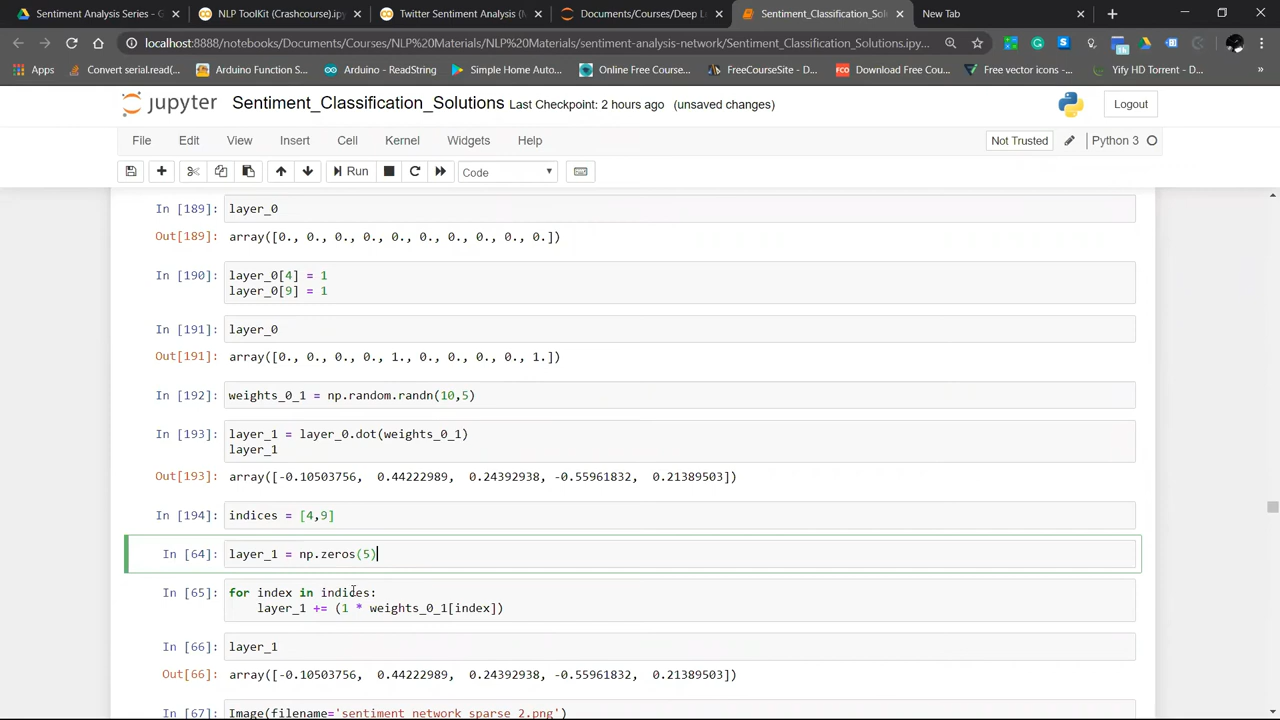 Sentiment Analysis Series - G
NLP ToolKit (Crashcourse).ipyn
Twitter Sentiment Analysis (M
Documents/Courses/Deep L
Sentiment_Classification_Solu
New Tab
localhost:8888/notebooks/Documents/Courses/NLP%20Materials/NLP%20Materials/sentiment-analysis-network/Sentiment_Classification_Solutions.ipy...
Apps
Convert serial.read(...
Arduino Function S...
Arduino - ReadString
Simple Home Auto...
Online Free Course...
FreeCourseSite - D...
Download Free Cou...
Free vector icons -...
Yify HD Torrent - D...
jupyter Sentiment_Classification_Solutions Last Checkpoint: 2 hours ago (unsaved changes)
Logout
File Edit View Insert Cell Kernel Widgets Help
Not Trusted
Python 3
Run
Code
In [189]: layer_0
Out[189]: array([0., 0., 0., 0., 0., 0., 0., 0., 0., 0.])
In [190]: layer_0[4] = 1
layer_0[9] = 1
In [191]: layer_0
Out[191]: array([0., 0., 0., 0., 1., 0., 0., 0., 0., 1.])
In [192]: weights_0_1 = np.random.randn(10,5)
In [193]: layer_1 = layer_0.dot(weights_0_1)
layer_1
Out[193]: array([-0.10503756, 0.44222989, 0.24392938, -0.55961832, 0.21389503])
In [194]: indices = [4,9]
In [64]: layer_1 = np.zeros(5)
In [65]: for index in indices:
layer_1 += (1 * weights_0_1[index])
In [66]: layer_1
Out[66]: array([-0.10503756, 0.44222989, 0.24392938, -0.55961832, 0.21389503])
In [67]: Image(filename='sentiment_network_sparse_2.png')